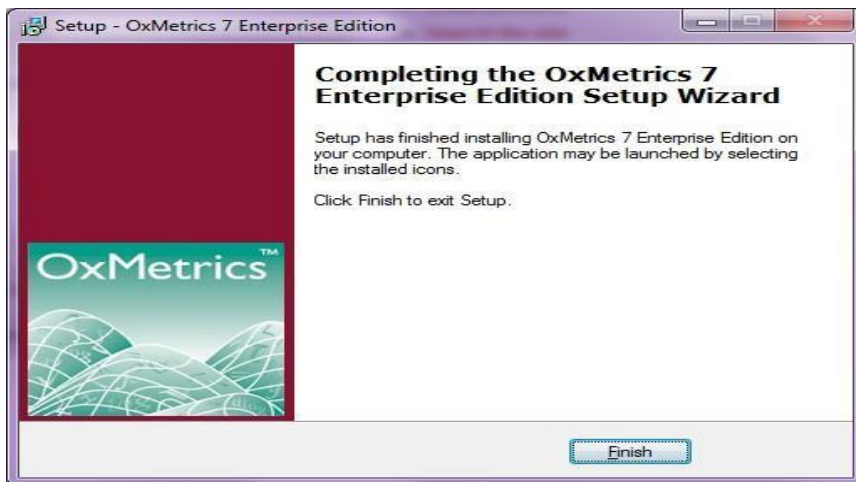 Setup - OxMetrics 7 Enterprise Edition
Completing the OxMetrics 7
Enterprise Edition Setup Wizard
Setup has finished installing OxMetrics 7 Enterprise Edition on
your computer. The application may be launched by selecting
the installed icons.
Click Finish to exit Setup.
OxMetrics™
Finish